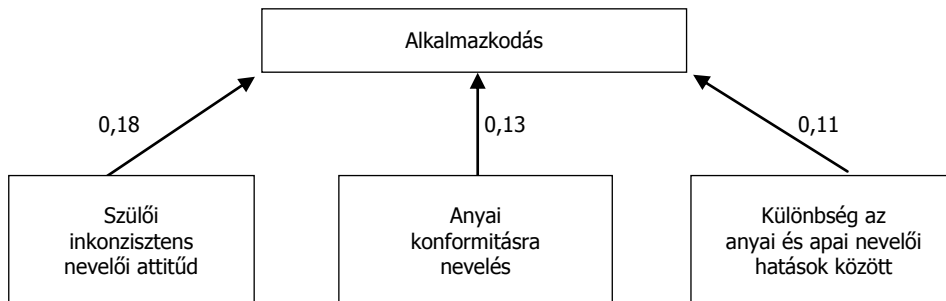 Alkalmazkodás
0,18
0,13
0,11
Szülői
inkonzisztens
nevelői attitűd
Anyai
konformitásra
nevelés
Különbség az
anyai és apai nevelői
hatások között